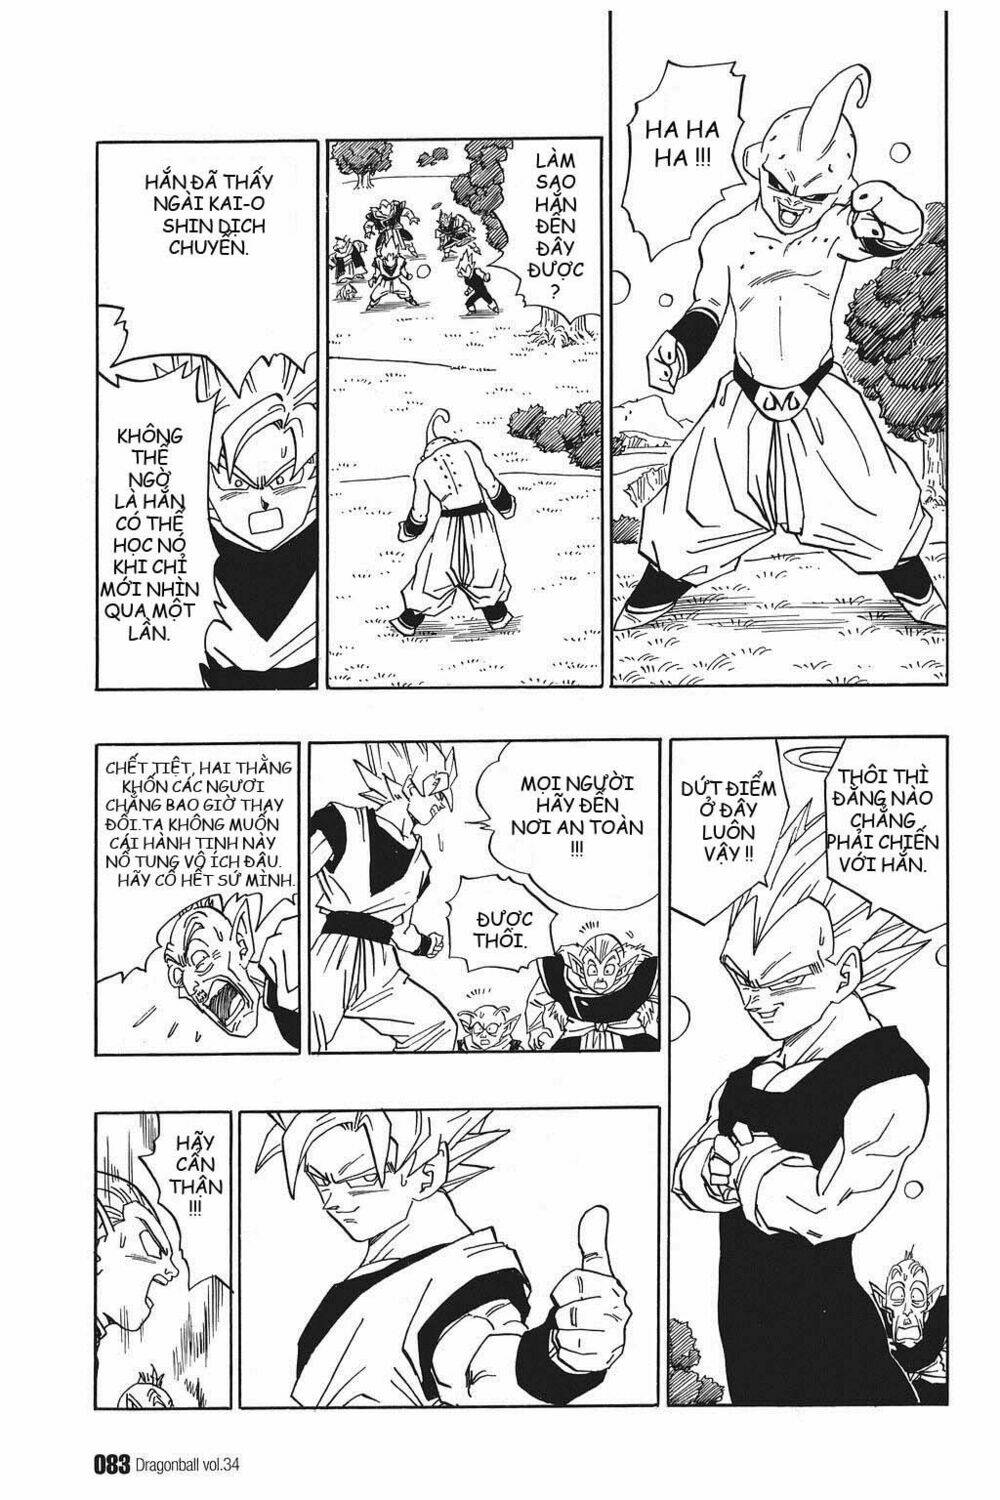 HA HA
HA !!!
LÀM
SAO
HẮN
ĐẾN
ĐÂY
ĐƯỢC
?
HẮN ĐÃ THẤY
NGÀI KAI-O
SHIN DỊCH
CHUYỂN.
KHÔNG
THỂ
NGỜ
LÀ HẮN
CÓ THỂ
HỌC NÓ
KHI CHỈ
MỚI NHÌN
QUA MỘT
LẦN.
THÔI THÌ
ĐẰNG NÀO
CHẲNG
PHẢI CHIẾN
VỚI HẮN.
DỨT ĐIỂM
Ở ĐÂY
LUÔN
VẬY !!
MỌI NGƯỜI
HÃY ĐẾN
NƠI AN TOÀN
!!!
ĐƯỢC
THÔI.
CHẾT TIỆT, HAI THẰNG
KHỐN CÁC NGƯƠI
CHẲNG BAO GIỜ THAY
ĐỔI.TA KHÔNG MUỐN
CÁI HÀNH TINH NÀY
NỔ TUNG VÔ ÍCH ĐÂU.
HÃY CỐ HẾT SỨ MÌNH.
HÃY
CẨN
THẬN
!!!
083 Dragonball vol.34